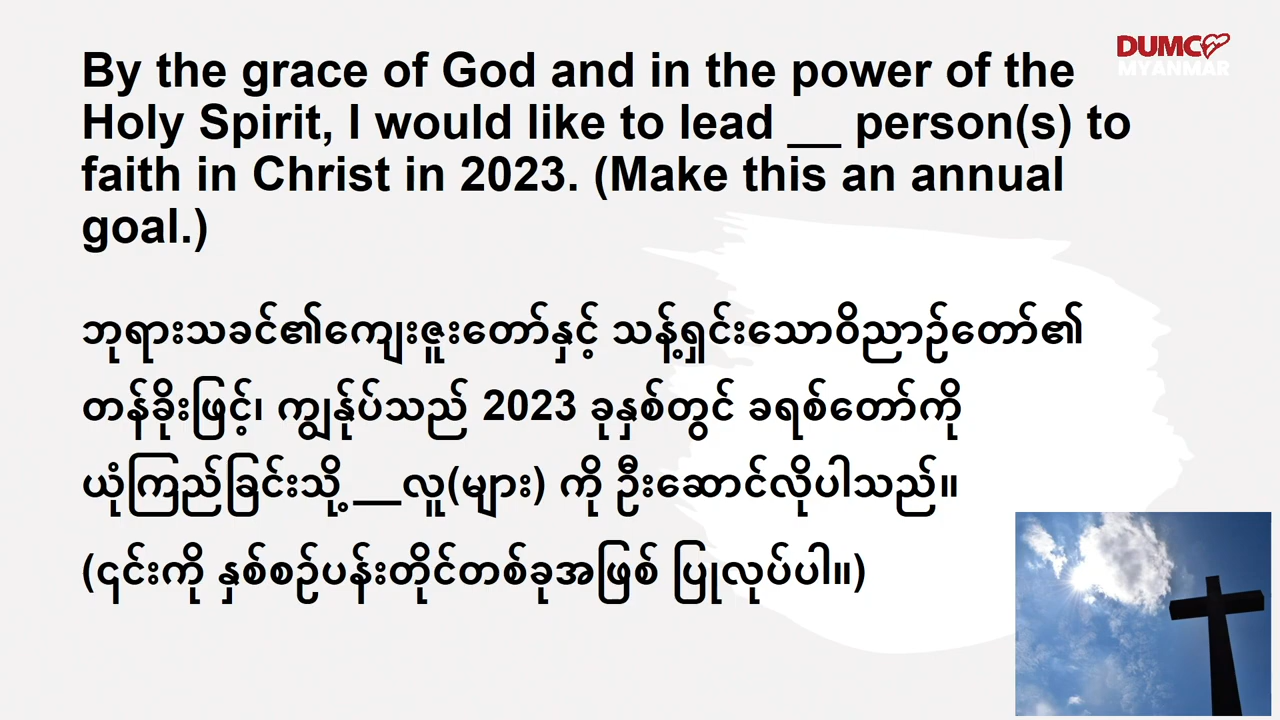 By the grace of God and in the power of the
Holy Spirit, I would like to lead __ person(s) to
faith in Christ in 2023. (Make this an annual
goal.)
DUMC
MYANMAR
ဘုရားသခင်၏ကျေးဇူးတော်နှင့် သန့်ရှင်းသောဝိညာဉ်တော်၏
တန်ခိုးဖြင့်၊ ကျွန်ုပ်သည် 2023 ခုနှစ်တွင် ခရစ်တော်ကို
ယုံကြည်ခြင်းသို့__လူ(များ) ကို ဦးဆောင်လိုပါသည်။
(၎င်းကို နှစ်စဉ်ပန်းတိုင်တစ်ခုအဖြစ် ပြုလုပ်ပါ။)